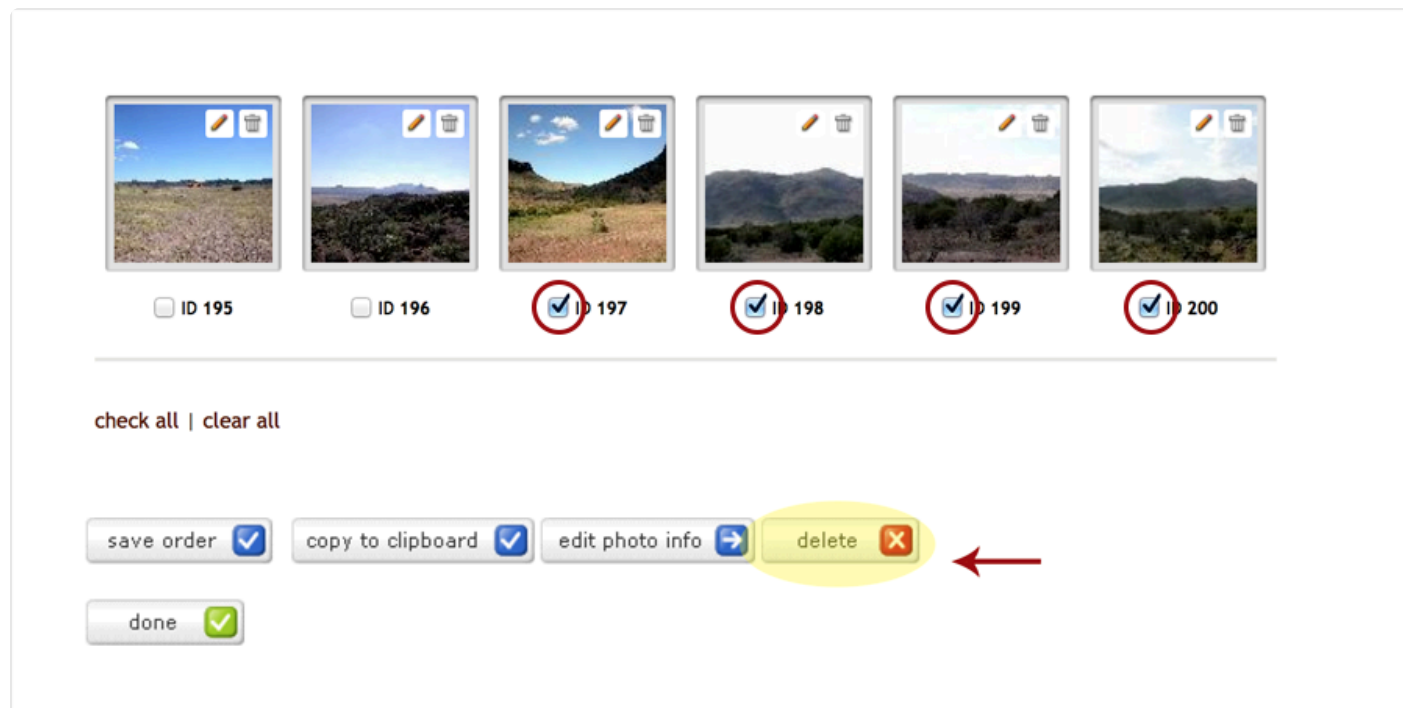 ID 195
ID 196
ID 197
ID 198
ID 199
ID 200
check all | clear all
save order
copy to clipboard
edit photo info
delete
done